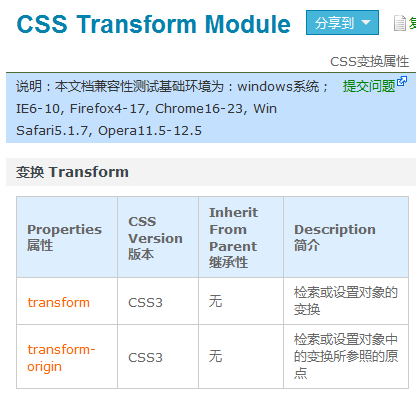 CSS Transform Module
分享到
CSS变换属性
说明：本文档兼容性测试基础环境为：windows系统； 提交问题
IE6-10, Firefox4-17, Chrome16-23, Win
Safari5.1.7, Opera11.5-12.5
变换 Transform
Properties
属性
CSS
Version
版本
Inherit
From
Parent
继承性
Description
简介
transform
CSS3
无
检索或设置对象的
变换
transform-
origin
CSS3
无
检索或设置对象中
的变换所参照的原
点